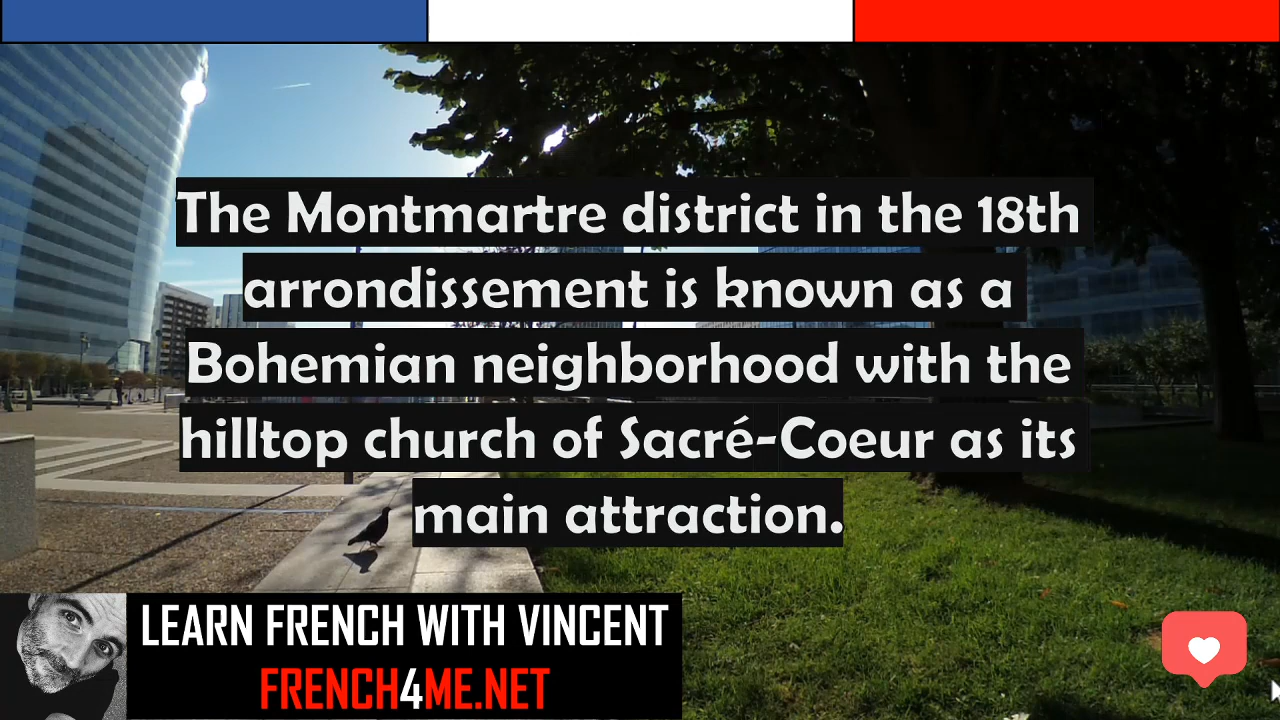 The Montmartre district in the 18th
arrondissement is known as a
Bohemian neighborhood with the
hilltop church of Sacré-Coeur as its
main attraction.
LEARN FRENCH WITH VINCENT
FRENCH4ME.NET